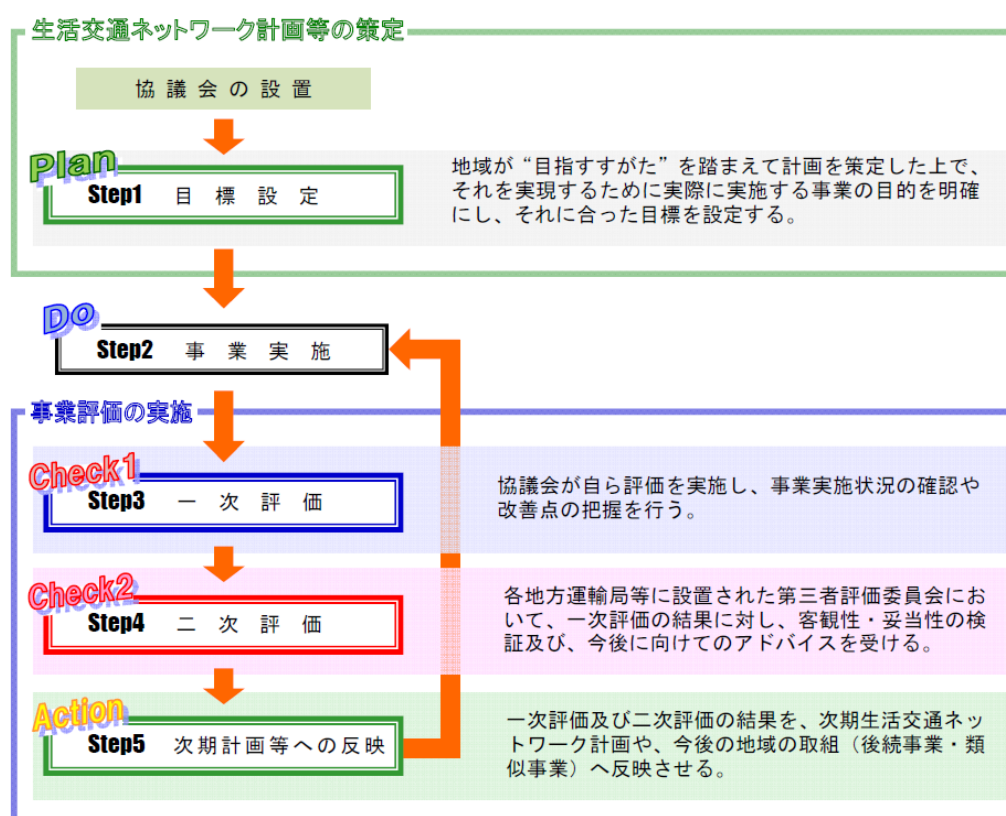 生活交通ネットワーク計画等の策定
協議会の設置
Plan
Step1 目標設定
地域が“目指すすがた”を踏まえて計画を策定した上で、
それを実現するために実際に実施する事業の目的を明確
にし、それに合った目標を設定する。
Do
Step2 事業実施
事業評価の実施
Check1
Step3 一次評価
協議会が自ら評価を実施し、事業実施状況の確認や
改善点の把握を行う。
Check2
Step4 二次評価
各地方運輸局等に設置された第三者評価委員会にお
いて、一次評価の結果に対し、客観性・妥当性の検
証及び、今後に向けてのアドバイスを受ける。
Action
Step5 次期計画等への反映
一次評価及び二次評価の結果を、次期生活交通ネッ
トワーク計画や、今後の地域の取組（後続事業・類
似事業）へ反映させる。